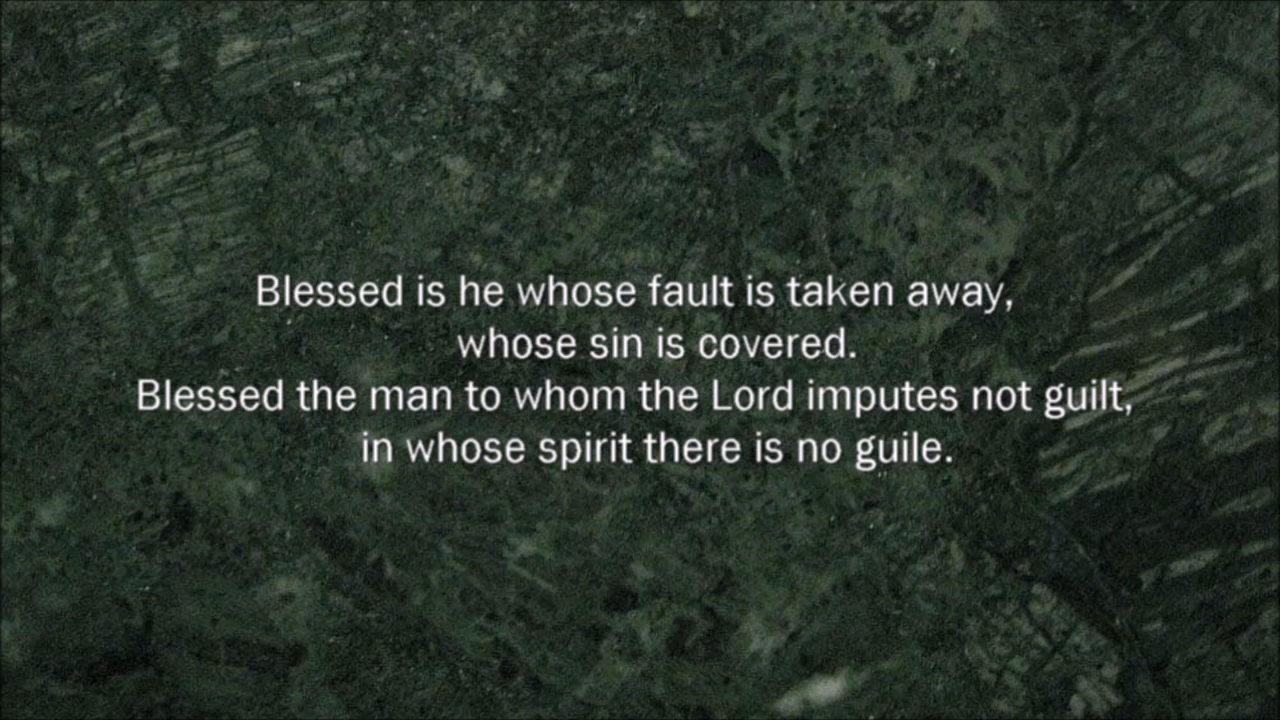 Blessed is he whose fault is taken away,
whose sin is covered.
Blessed the man to whom the Lord imputes not guilt,
in whose spirit there is no guile.